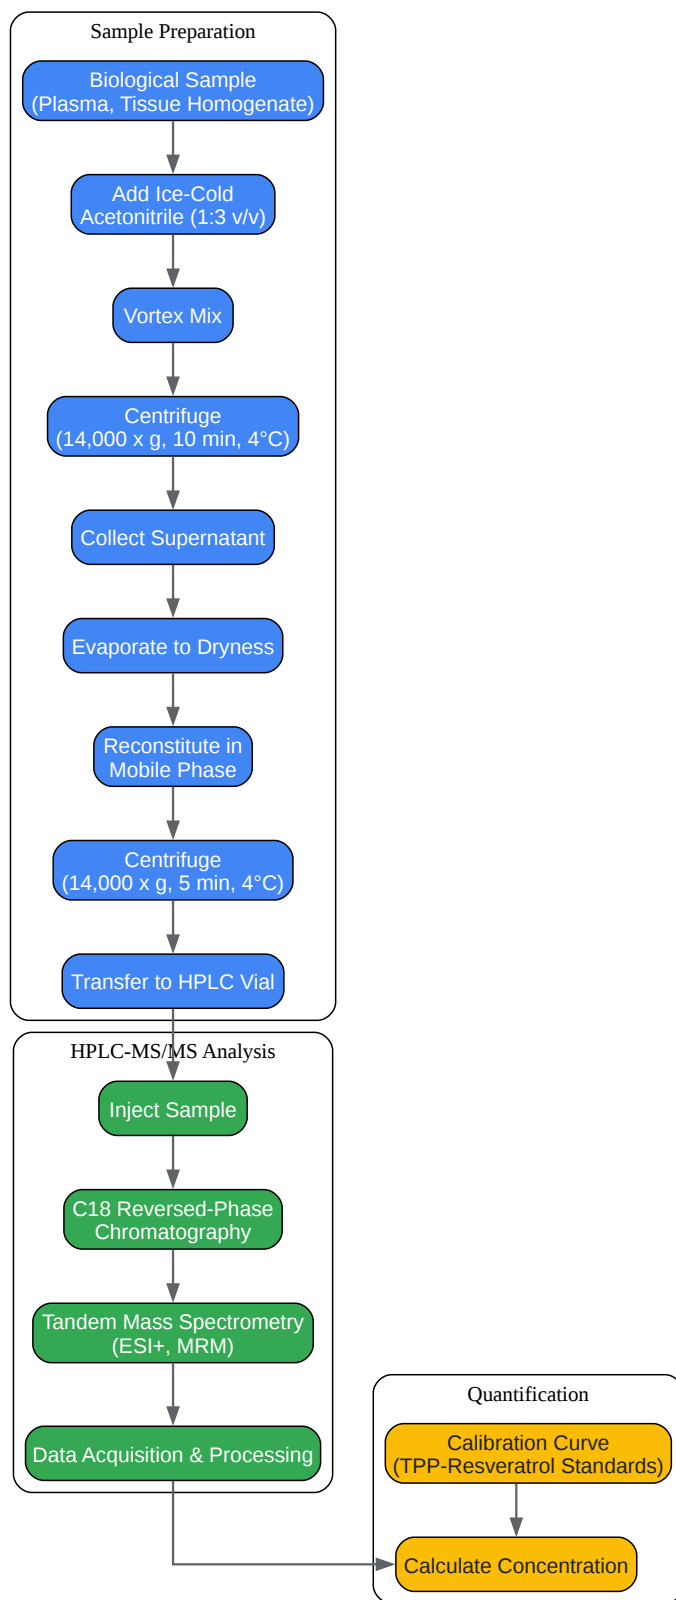 Sample Preparation
Biological Sample
(Plasma, Tissue Homogenate)
Add Ice-Cold
Acetonitrile (1:3 v/v)
Vortex Mix
Centrifuge
(14,000 x g, 10 min, 4°C)
Collect Supernatant
Evaporate to Dryness
Reconstitute in
Mobile Phase
Centrifuge
(14,000 x g, 5 min, 4°C)
Transfer to HPLC Vial
HPLC-MS/MS Analysis
Inject Sample
C18 Reversed-Phase
Chromatography
Tandem Mass Spectrometry
(ESI+, MRM)
Data Acquisition & Processing
Quantification
Calibration Curve
(TPP-Resveratrol Standards)
Calculate Concentration